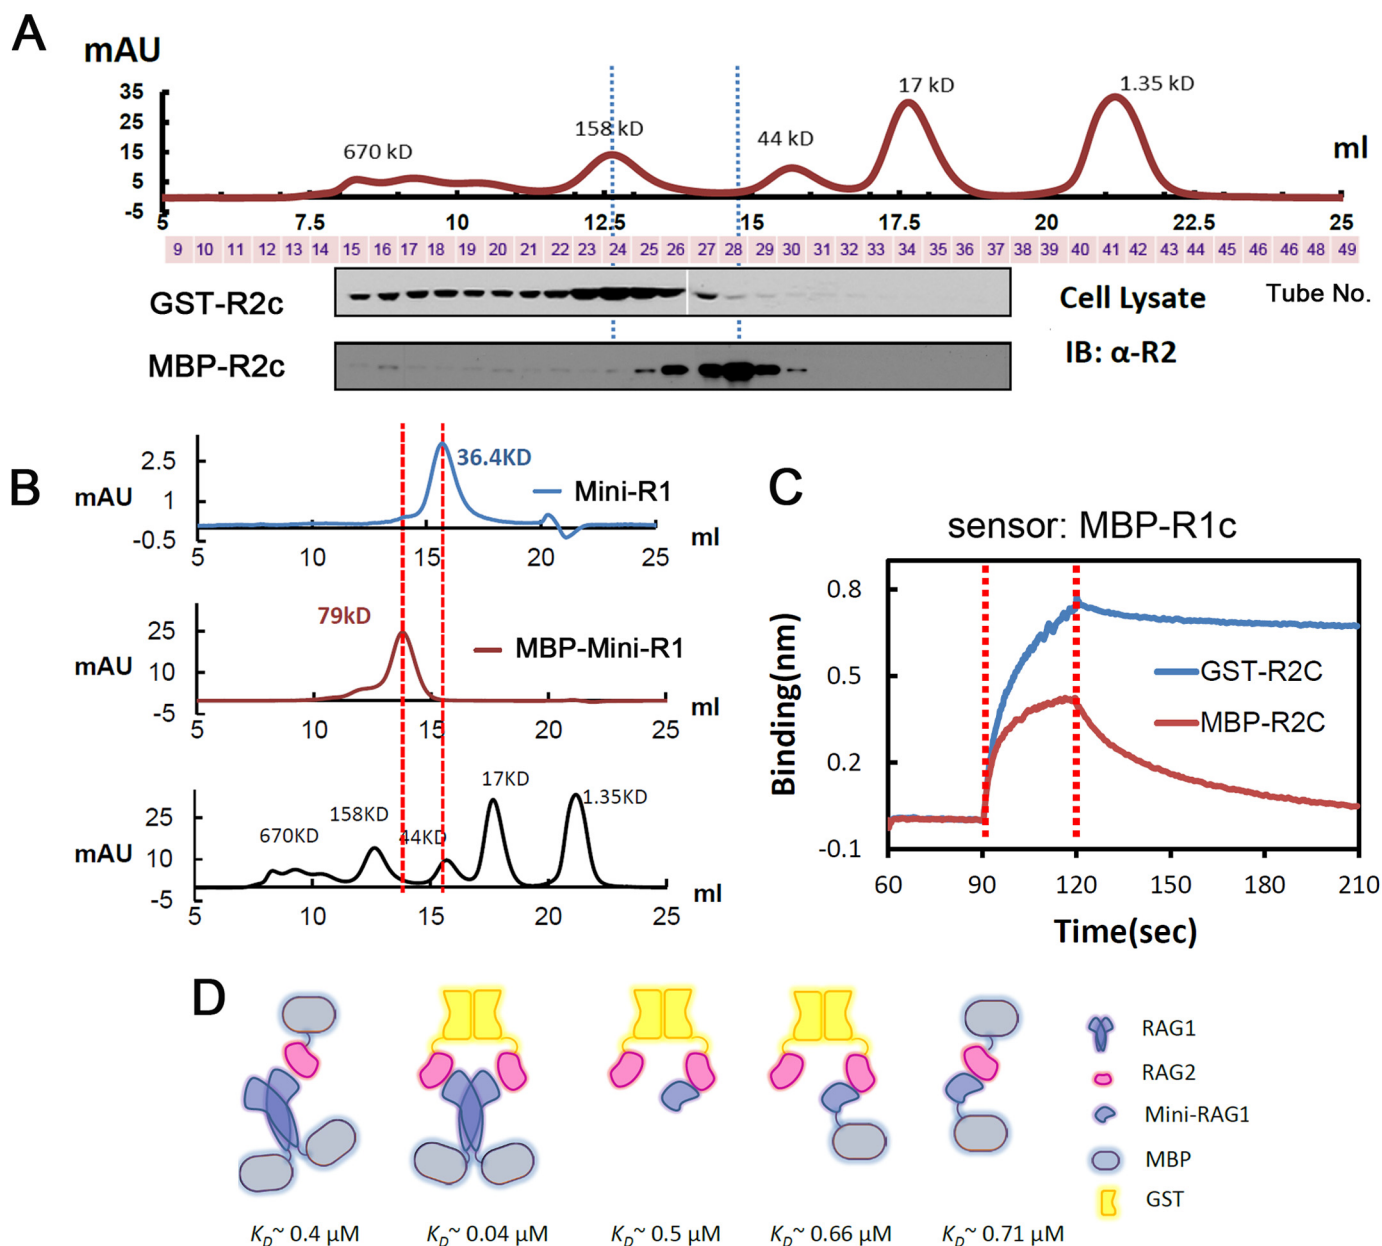 A
mAU
35
25
15
5
-5
670 kD
158 kD
44 kD
17 kD
1.35 kD
ml
5 7.5 10 12.5 15 17.5 20 22.5 25
9 10 11 12 13 14 15 16 17 18 19 20 21 22 23 24 25 26 27 28 29 30 31 32 33 34 35 36 37 38 39 40 41 42 43 44 45 46 46 48 49
GST-R2c
Cell Lysate
Tube No.
MBP-R2c
IB: α-R2
B
mAU
2.5
1
-0.5
36.4KD
Mini-R1
5 10 15 20 25
ml
mAU
25
10
-5
79kD
MBP-Mini-R1
5 10 15 20 25
ml
mAU
25
10
-5
670KD
158KD
44KD
17KD
1.35KD
5 10 15 20 25
ml
C
sensor: MBP-R1c
Binding(nm)
0.8
0.5
0.2
-0.1
GST-R2C
MBP-R2C
60 90 120 150 180 210
Time(sec)
D
RAG1
RAG2
Mini-RAG1
MBP
GST
KD~ 0.4 µM
KD~ 0.04 µM
KD~ 0.5 µM
KD~ 0.66 µM
KD~ 0.71 µM